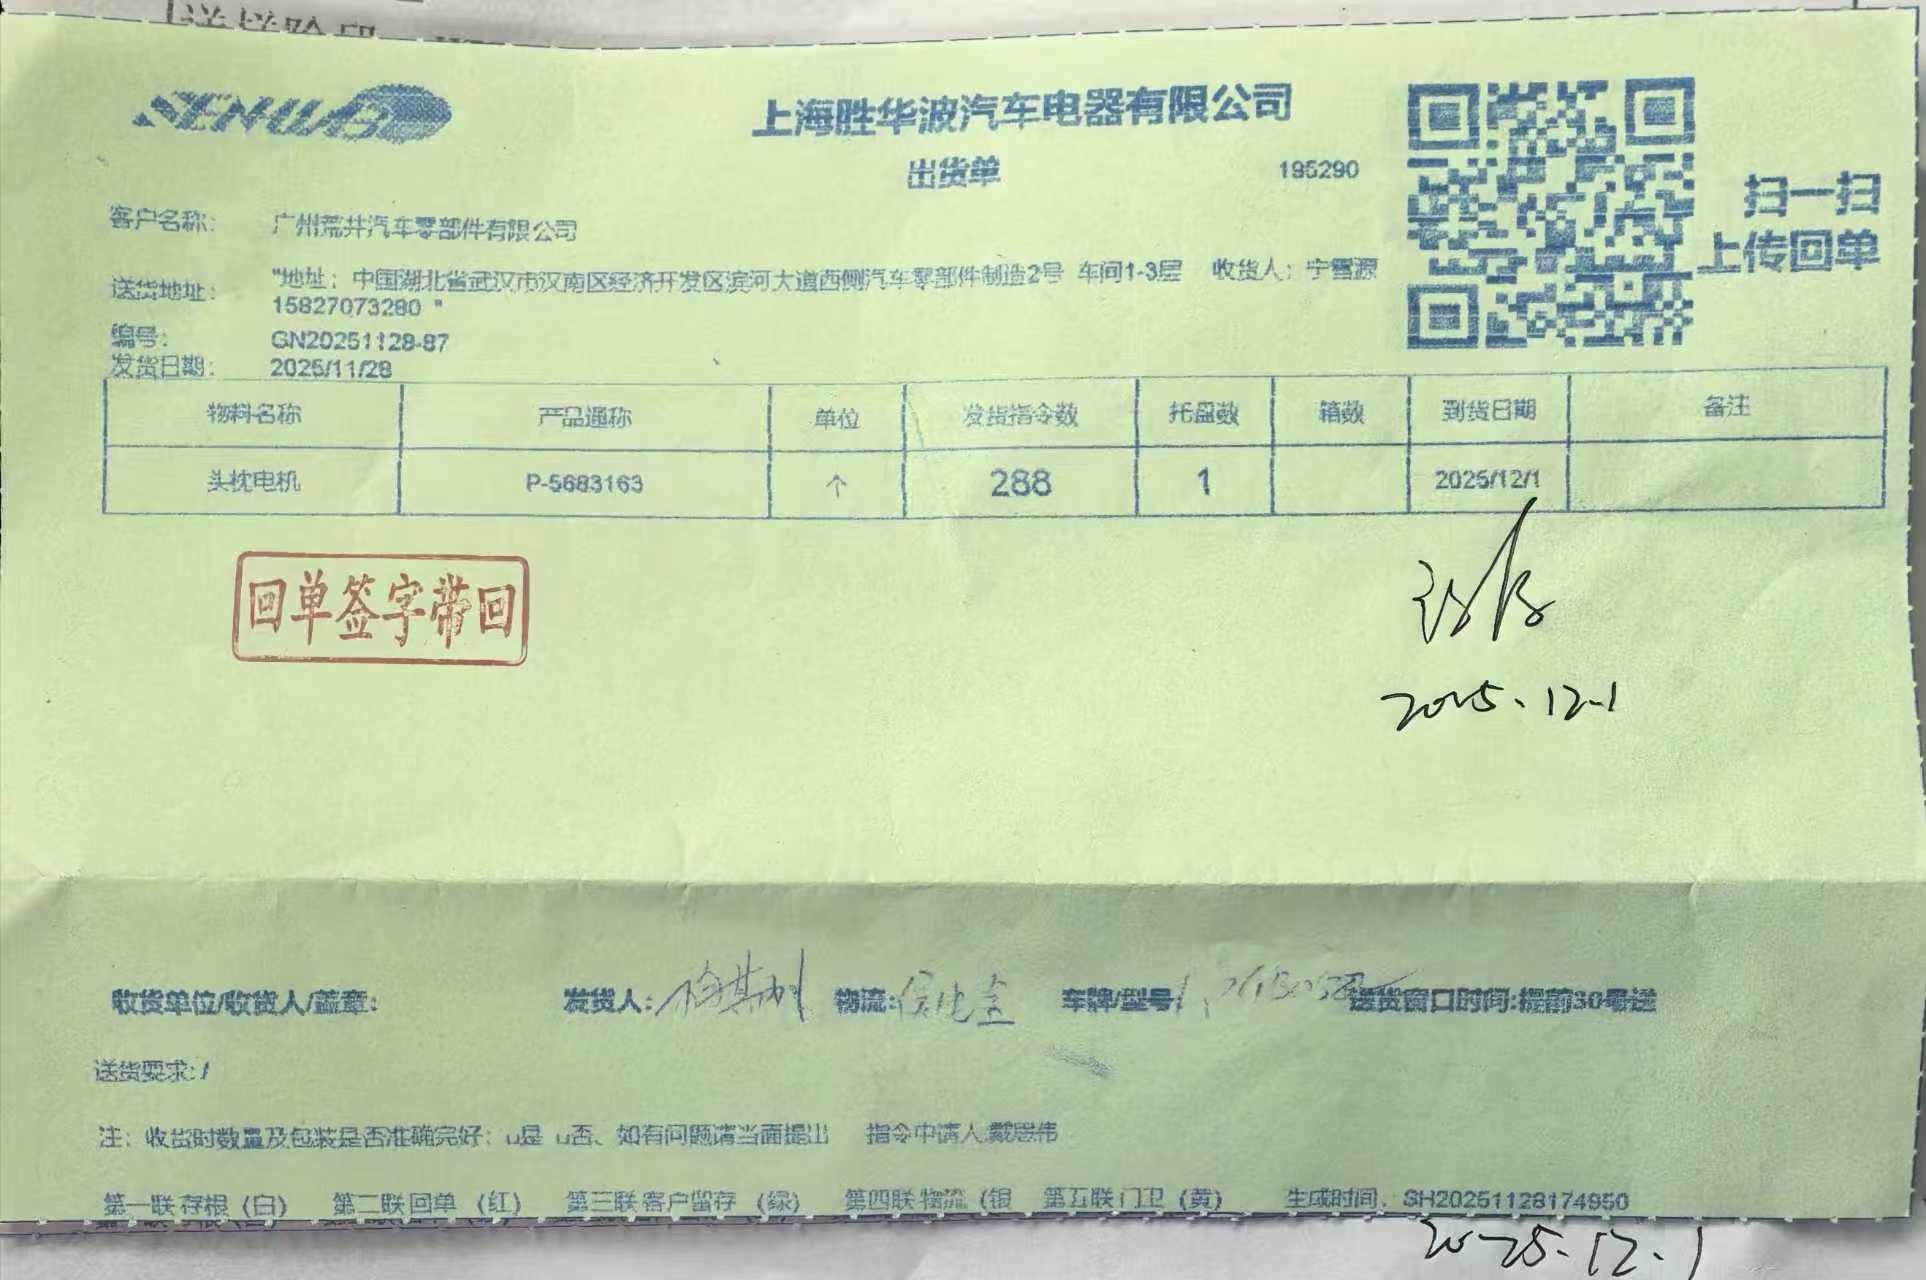 SENWBO
上海胜华波汽车电器有限公司
出货单
195290
扫一扫
上传回单
客户名称： 广州荒井汽车零部件有限公司
送货地址： "地址：中国湖北省武汉市汉南区经济开发区滨河大道西侧汽车零部件制造2号 车间1-3层 收货人：宁雪源
15827073280 "
编号： GN20251128-87
发货日期： 2025/11/28
物料名称 产品通称 单位 发货指令数 托盘数 箱数 到货日期 备注
头枕电机 P-5683163 个 288 1 2025/12/1
回单签字带回
2025.12.1
收货单位/收货人/盖章： 发货人： 物流： 车牌/型号 送货窗口时间:提前30号送
送货要求:/
注：收货时数量及包装是否准确完好：u是 u否、如有问题请当面提出 指令申请人:戴思伟
第一联 存根（白） 第二联 回单 （红） 第三联 客户留存 （绿） 第四联 物流（银 第五联 门卫（黄） 生成时间：SH20251128174950
2025.12.1